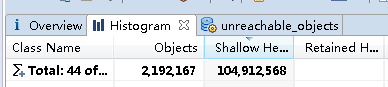 Overview Histogram unreachable_objects
Class Name Objects Shallow He... Retained H...
Total: 44 of... 2,192,167 104,912,568